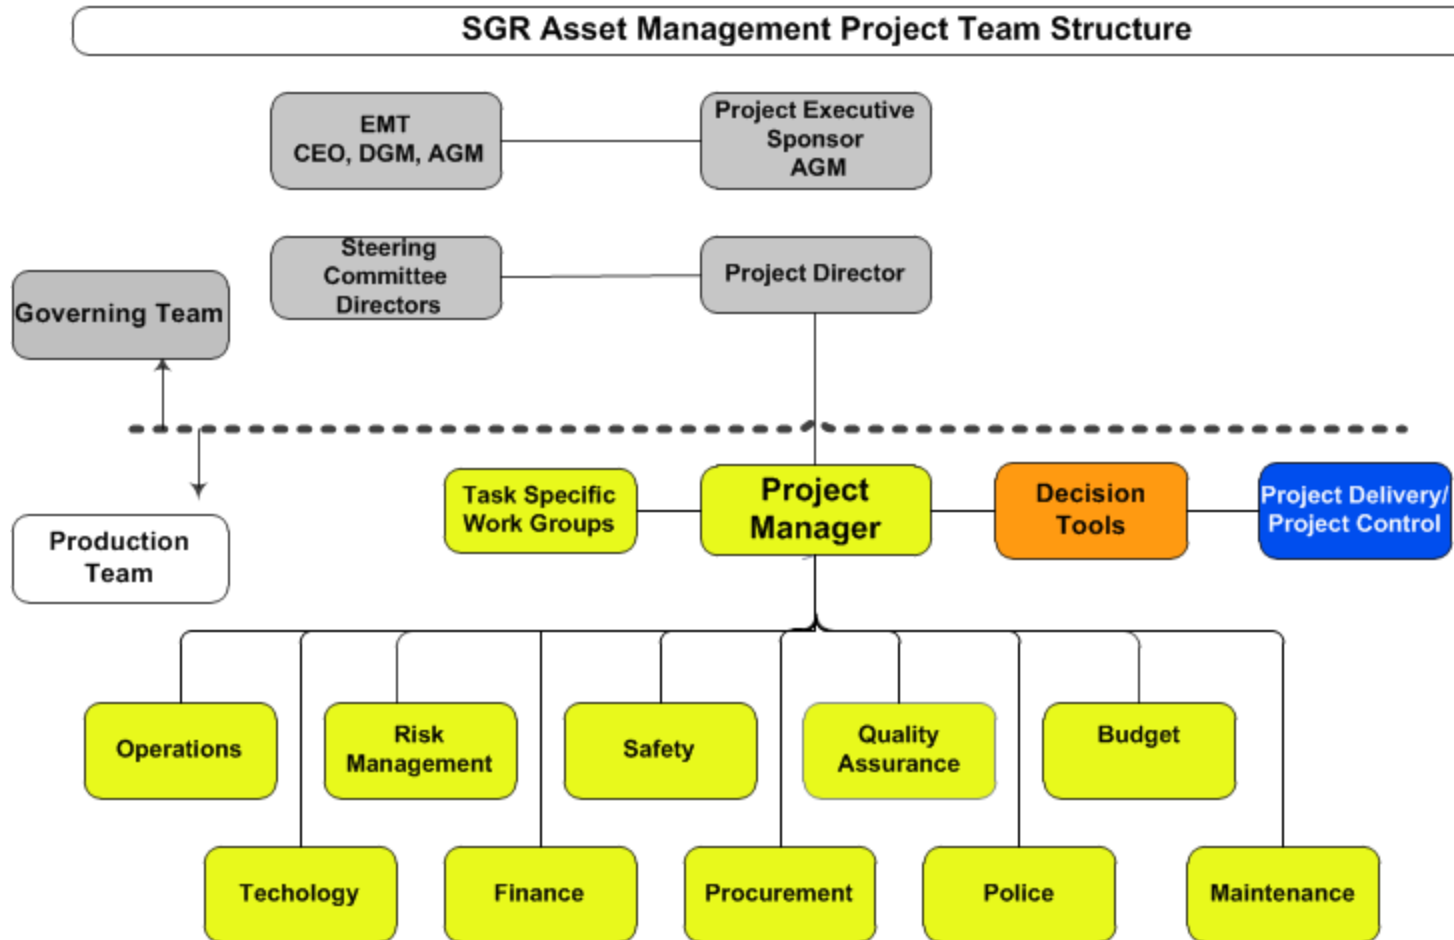 SGR Asset Management Project Team Structure
EMT
CEO, DGM, AGM
Project Executive
Sponsor
AGM
Steering
Committee
Directors
Project Director
Governing Team
Task Specific
Work Groups
Project
Manager
Decision
Tools
Project Delivery/
Project Control
Production
Team
Operations
Risk
Management
Safety
Quality
Assurance
Budget
Techology
Finance
Procurement
Police
Maintenance